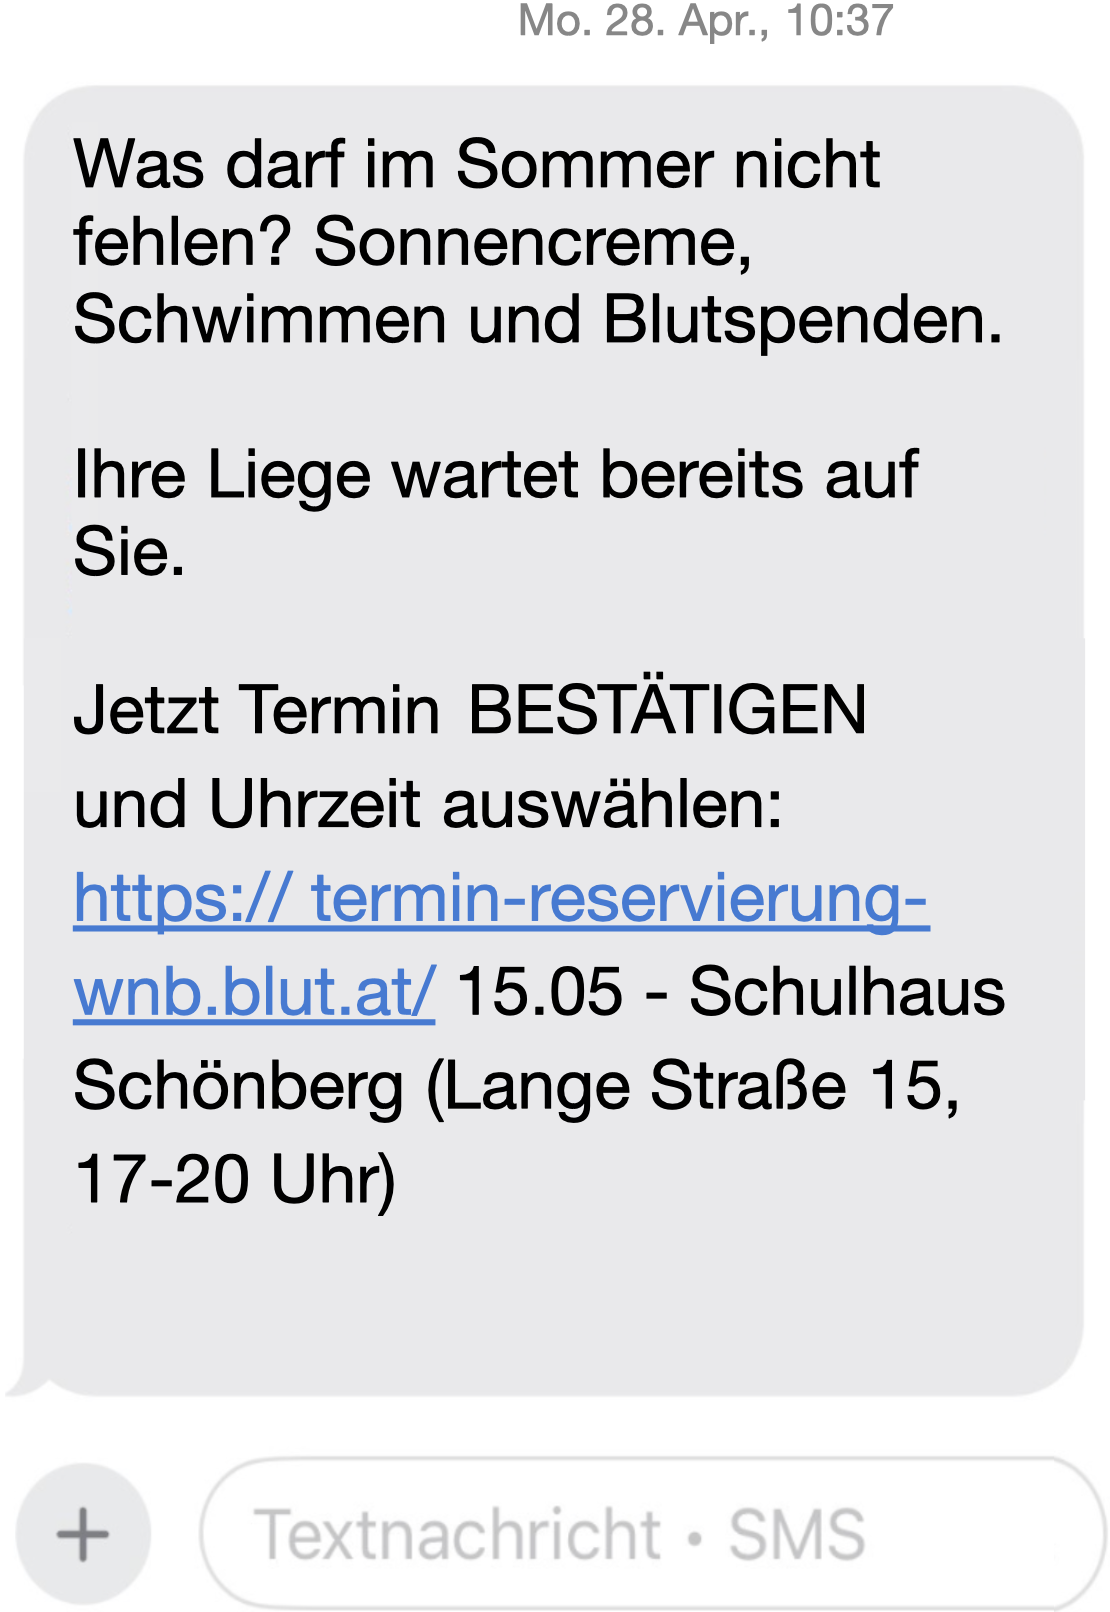 Mo. 28. Apr., 10:37
Was darf im Sommer nicht
fehlen? Sonnencreme,
Schwimmen und Blutspenden.
Ihre Liege wartet bereits auf
Sie.
Jetzt Termin BESTÄTIGEN
und Uhrzeit auswählen:
https:// termin-reservierung-
wnb.blut.at/ 15.05 - Schulhaus
Schönberg (Lange Straße 15,
17-20 Uhr)
+
Textnachricht • SMS